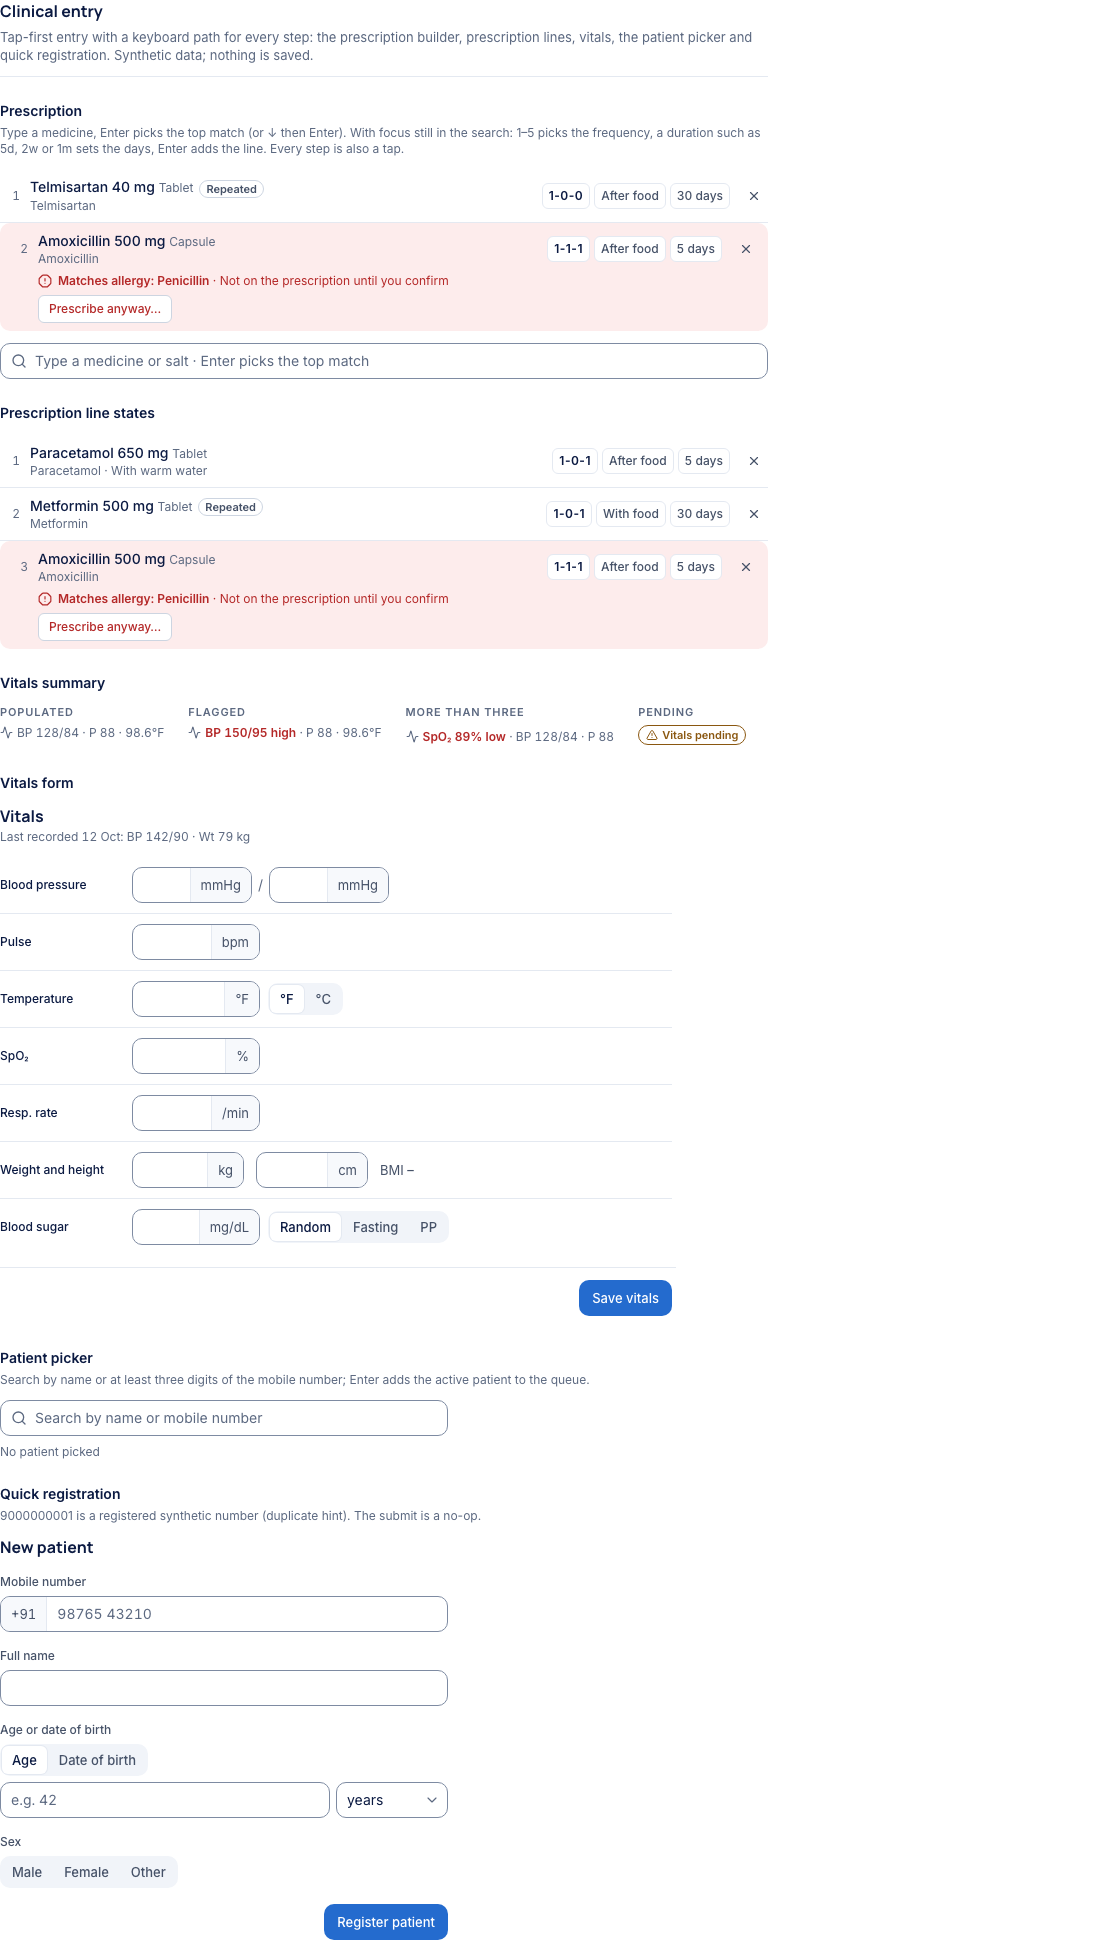 Clinical entry
Tap-first entry with a keyboard path for every step: the prescription builder, prescription lines, vitals, the patient picker and
quick registration. Synthetic data; nothing is saved.
Prescription
Type a medicine, Enter picks the top match (or ↓ then Enter). With focus still in the search: 1–5 picks the frequency, a duration such as
5d, 2w or 1m sets the days, Enter adds the line. Every step is also a tap.
1 Telmisartan 40 mg Tablet Repeated 1-0-0 After food 30 days
Telmisartan
2 Amoxicillin 500 mg Capsule 1-1-1 After food 5 days
Amoxicillin
Matches allergy: Penicillin · Not on the prescription until you confirm
Prescribe anyway...
Type a medicine or salt · Enter picks the top match
Prescription line states
1 Paracetamol 650 mg Tablet 1-0-1 After food 5 days
Paracetamol · With warm water
2 Metformin 500 mg Tablet Repeated 1-0-1 With food 30 days
Metformin
3 Amoxicillin 500 mg Capsule 1-1-1 After food 5 days
Amoxicillin
Matches allergy: Penicillin · Not on the prescription until you confirm
Prescribe anyway...
Vitals summary
POPULATED FLAGGED MORE THAN THREE PENDING
BP 128/84 · P 88 · 98.6°F BP 150/95 high · P 88 · 98.6°F SpO₂ 89% low · BP 128/84 · P 88 Vitals pending
Vitals form
Vitals
Last recorded 12 Oct: BP 142/90 · Wt 79 kg
Blood pressure mmHg / mmHg
Pulse bpm
Temperature °F °F °C
SpO₂ %
Resp. rate /min
Weight and height kg cm BMI –
Blood sugar mg/dL Random Fasting PP
Save vitals
Patient picker
Search by name or at least three digits of the mobile number; Enter adds the active patient to the queue.
Search by name or mobile number
No patient picked
Quick registration
9000000001 is a registered synthetic number (duplicate hint). The submit is a no-op.
New patient
Mobile number
+91 98765 43210
Full name
Age or date of birth
Age Date of birth
e.g. 42 years
Sex
Male Female Other
Register patient